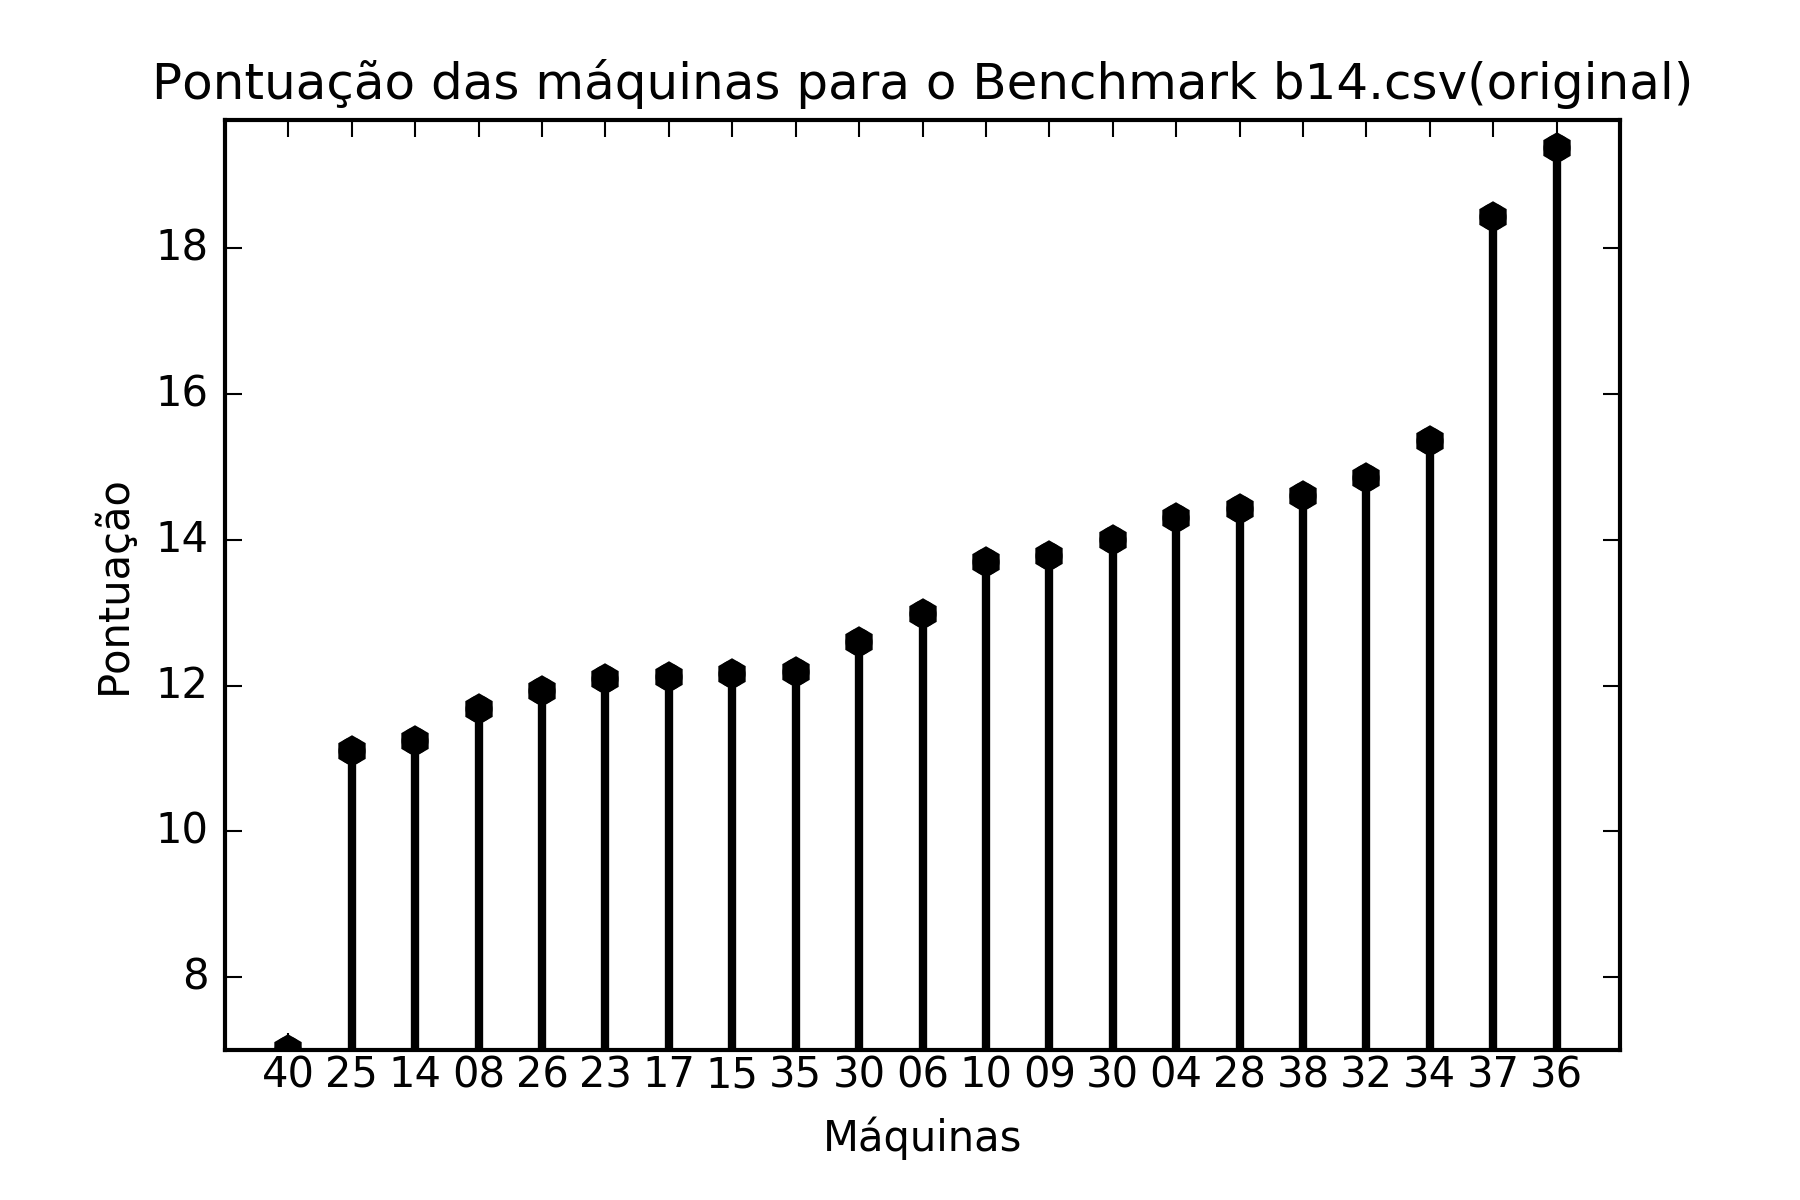 Pontuação das máquinas para o Benchmark b14.csv(original)
18
16
14
12
10
8
Pontuação
40 25 14 08 26 23 17 15 35 30 06 10 09 30 04 28 38 32 34 37 36
Máquinas